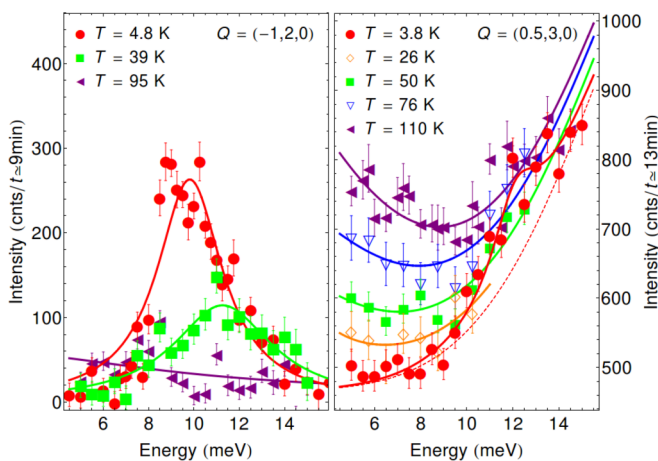 T = 4.8 K Q = (−1,2,0)
T = 39 K
T = 95 K
400
300
200
100
0
6 8 10 12 14
Energy (meV)
Intensity (cnts/t≃9min)
T = 3.8 K Q = (0.5,3,0)
T = 26 K
T = 50 K
T = 76 K
T = 110 K
1000
900
800
700
600
500
6 8 10 12 14
Energy (meV)
Intensity (cnts/t≃13min)